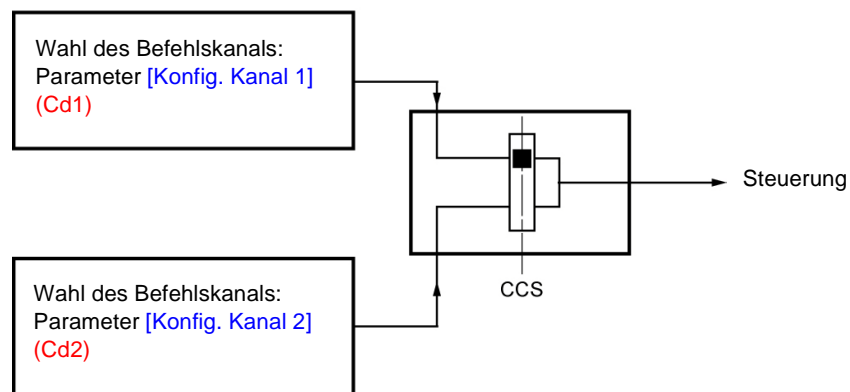 Wahl des Befehlskanals:
Parameter [Konfig. Kanal 1]
(Cd1)
Steuerung
CCS
Wahl des Befehlskanals:
Parameter [Konfig. Kanal 2]
(Cd2)